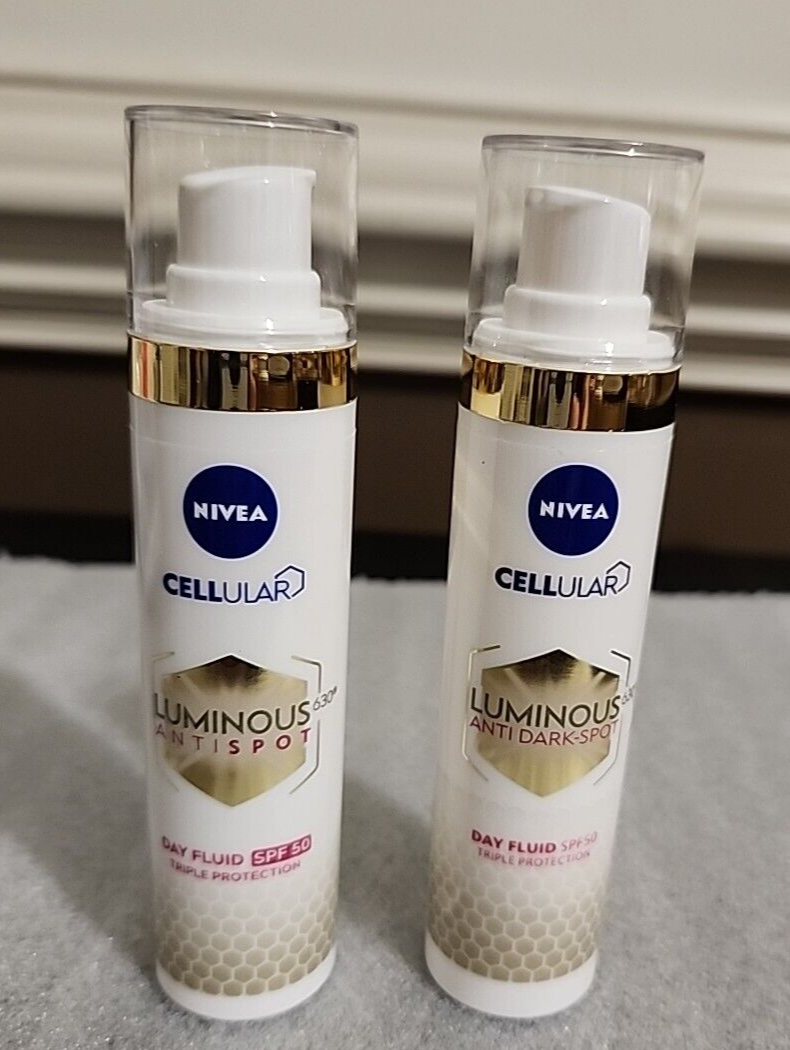 NIVEA
CELLULAR
LUMINOUS 630®
ANTISPOT
DAY FLUID SPF 50
TRIPLE PROTECTION
NIVEA
CELLULAR
LUMINOUS
ANTI DARK-SPOT
DAY FLUID SPF50
TRIPLE PROTECTION